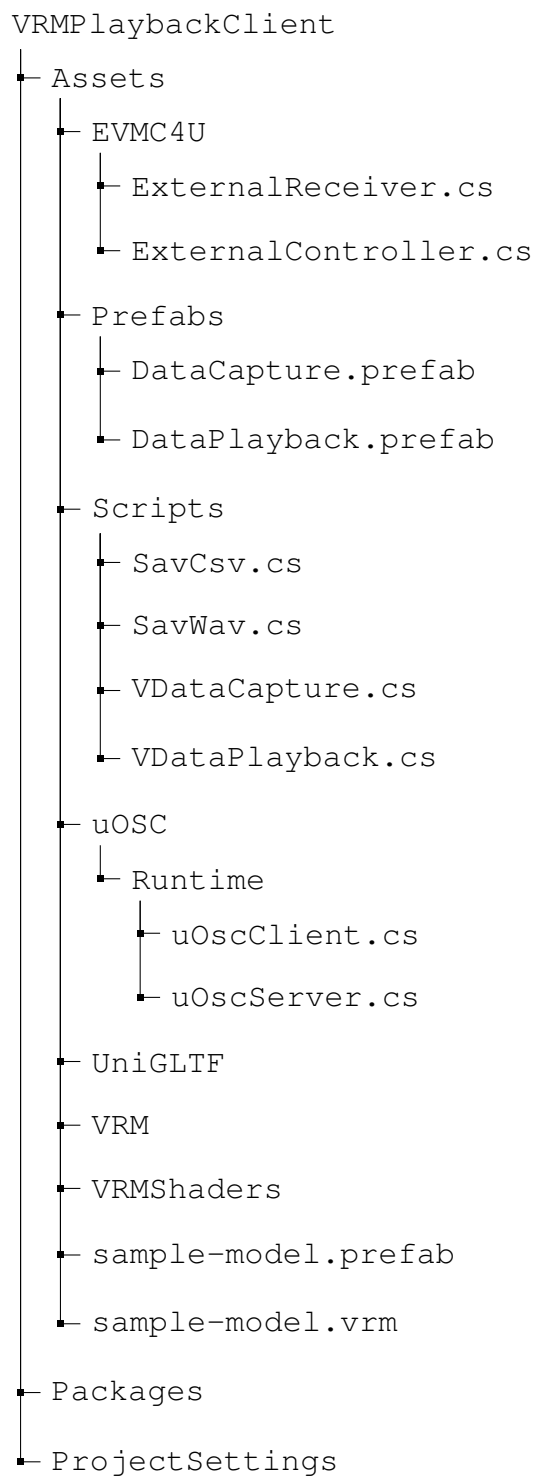 VRMPlaybackClient
Assets
EVMC4U
ExternalReceiver.cs
ExternalController.cs
Prefabs
DataCapture.prefab
DataPlayback.prefab
Scripts
SavCsv.cs
SavWav.cs
VDataCapture.cs
VDataPlayback.cs
uOSC
Runtime
uOscClient.cs
uOscServer.cs
UniGLTF
VRM
VRMShaders
sample-model.prefab
sample-model.vrm
Packages
ProjectSettings